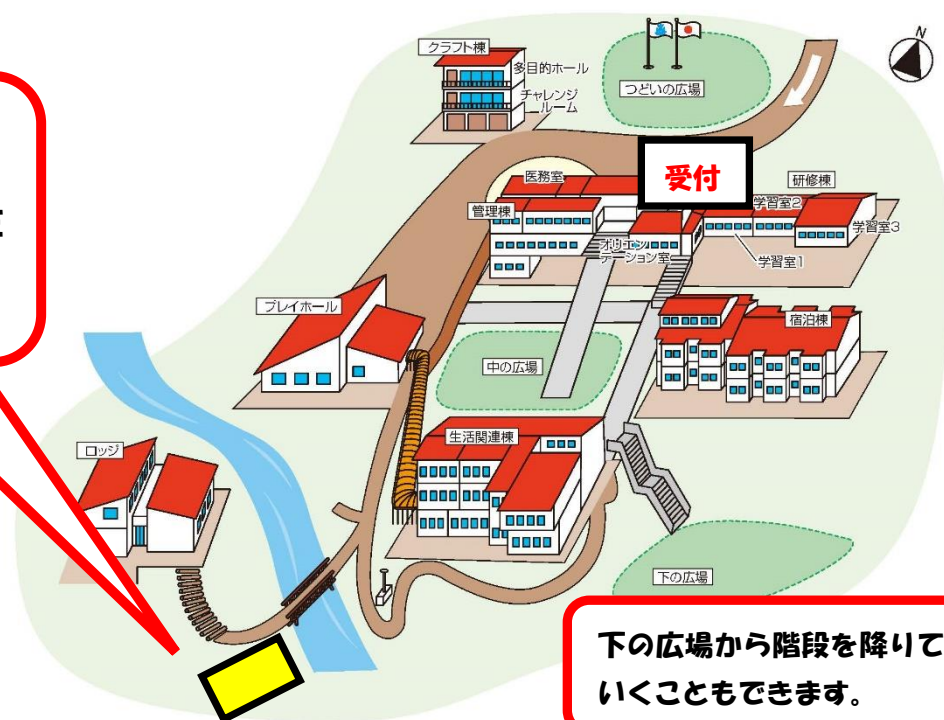 N
クラフト棟
多目的ホール
チャレンジ
ルーム
つどいの広場
受付
医務室
研修棟
管理棟
学習室2
学習室3
オリエン
テーション室
学習室1
プレイホール
宿泊棟
中の広場
生活関連棟
ロッジ
下の広場
下の広場から階段を降りて
いくこともできます。